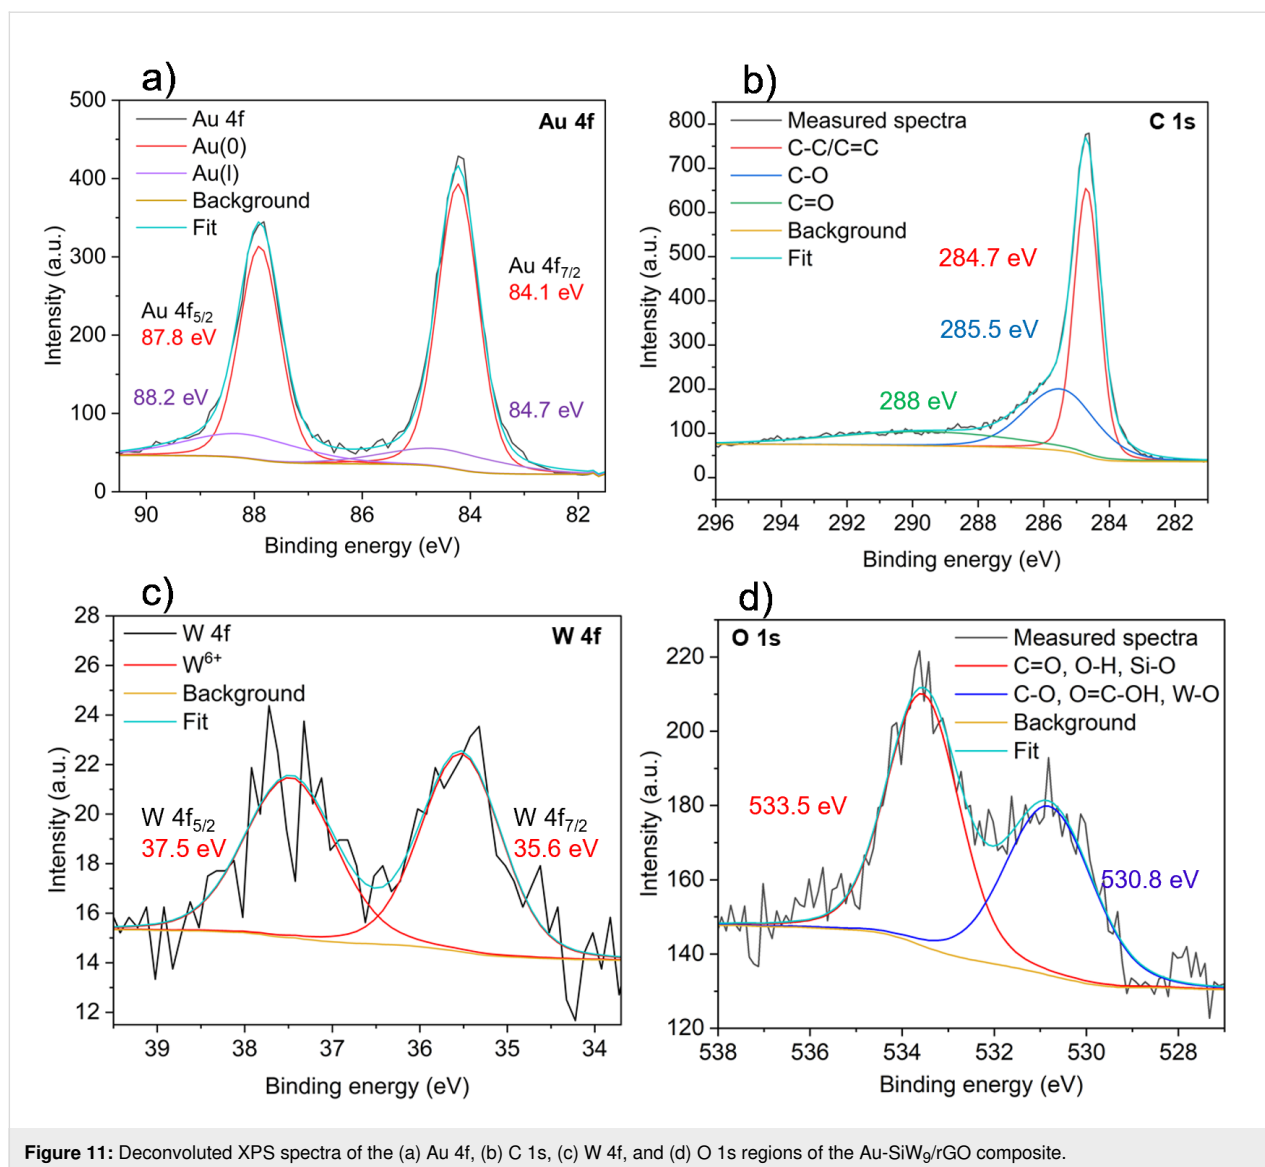 a)
Au 4f
Au 4f
Au(0)
Au(I)
Background
Fit
Au 4f7/2
84.1 eV
Au 4f5/2
87.8 eV
88.2 eV
84.7 eV
500
400
300
200
100
0
90 88 86 84 82
Intensity (a.u.)
Binding energy (eV)
b)
C 1s
Measured spectra
C-C/C=C
C-O
C=O
Background
Fit
284.7 eV
285.5 eV
288 eV
800
700
600
500
400
300
200
100
0
296 294 292 290 288 286 284 282
Intensity (a.u.)
Binding energy (eV)
c)
W 4f
W 4f
W6+
Background
Fit
W 4f5/2
37.5 eV
W 4f7/2
35.6 eV
28
26
24
22
20
18
16
14
12
39 38 37 36 35 34
Intensity (a.u.)
Binding energy (eV)
d)
O 1s
Measured spectra
C=O, O-H, Si-O
C-O, O=C-OH, W-O
Background
Fit
533.5 eV
530.8 eV
220
200
180
160
140
120
538 536 534 532 530 528
Intensity (a.u.)
Binding energy (eV)
Figure 11: Deconvoluted XPS spectra of the (a) Au 4f, (b) C 1s, (c) W 4f, and (d) O 1s regions of the Au-SiW9/rGO composite.